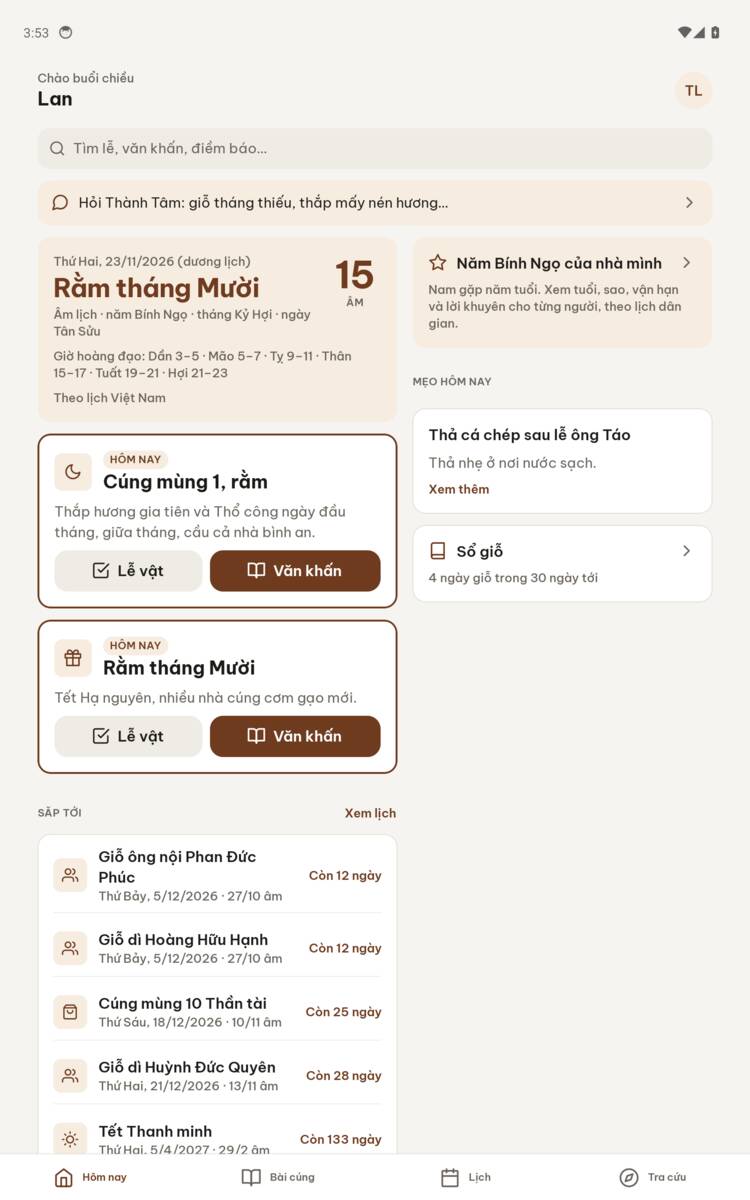 3:53
Chào buổi chiều
Lan
TL
Tìm lễ, văn khấn, điềm báo...
Hỏi Thành Tâm: giỗ tháng thiếu, thắp mấy nén hương...
Thứ Hai, 23/11/2026 (dương lịch)
Rằm tháng Mười
15
ÂM
Âm lịch · năm Bính Ngọ · tháng Kỷ Hợi · ngày
Tân Sửu
Giờ hoàng đạo: Dần 3–5 · Mão 5–7 · Tỵ 9–11 · Thân
15–17 · Tuất 19–21 · Hợi 21–23
Theo lịch Việt Nam
HÔM NAY
Cúng mùng 1, rằm
Thắp hương gia tiên và Thổ công ngày đầu
tháng, giữa tháng, cầu cả nhà bình an.
Lễ vật
Văn khấn
HÔM NAY
Rằm tháng Mười
Tết Hạ nguyên, nhiều nhà cúng cơm gạo mới.
Lễ vật
Văn khấn
SẮP TỚI
Xem lịch
Giỗ ông nội Phan Đức
Phúc
Thứ Bảy, 5/12/2026 · 27/10 âm
Còn 12 ngày
Giỗ dì Hoàng Hữu Hạnh
Thứ Bảy, 5/12/2026 · 27/10 âm
Còn 12 ngày
Cúng mùng 10 Thần tài
Thứ Sáu, 18/12/2026 · 10/11 âm
Còn 25 ngày
Giỗ dì Huỳnh Đức Quyên
Thứ Hai, 21/12/2026 · 13/11 âm
Còn 28 ngày
Tết Thanh minh
Thứ Hai, 5/4/2027 · 29/2 âm
Còn 133 ngày
Năm Bính Ngọ của nhà mình
Nam gặp năm tuổi. Xem tuổi, sao, vận hạn
và lời khuyên cho từng người, theo lịch dân
gian.
MẸO HÔM NAY
Thả cá chép sau lễ ông Táo
Thả nhẹ ở nơi nước sạch.
Xem thêm
Sổ giỗ
4 ngày giỗ trong 30 ngày tới
Hôm nay
Bài cúng
Lịch
Tra cứu